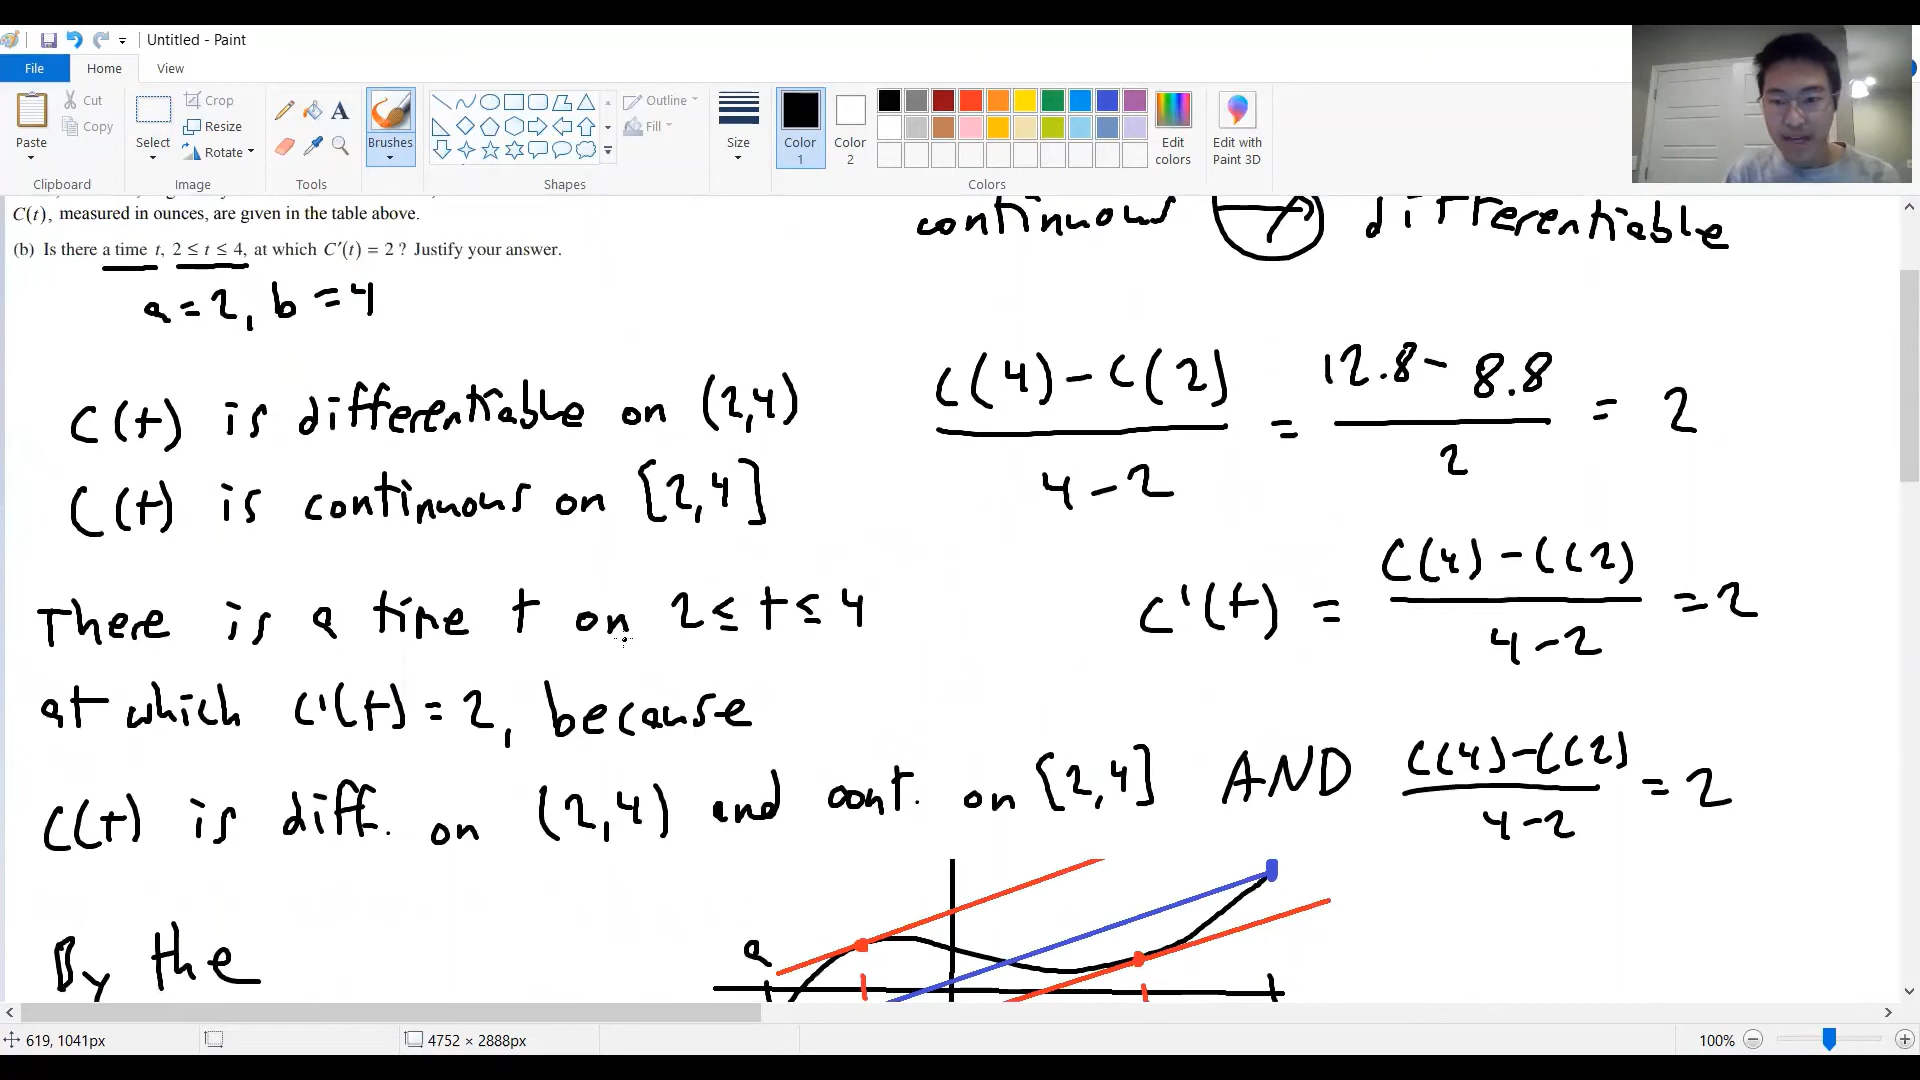 Untitled - Paint
File
Home
View
Paste
Cut
Copy
Clipboard
Select
Crop
Resize
Rotate
Image
A
Tools
Brushes
Outline
Fill
Shapes
Size
Color 1
Color 2
Edit colors
Edit with Paint 3D
Colors
C(t), measured in ounces, are given in the table above.
(b) Is there a time t, 2 ≤ t ≤ 4, at which C′(t) = 2 ? Justify your answer.
a = 2, b = 4
continuous differentiable
C(t) is differentiable on (2,4)
C(t) is continuous on [2,4]
C(4) - C(2)
4 - 2
=
12.8 - 8.8
2
= 2
There is a time t on 2 ≤ t ≤ 4
C'(t) =
C(4) - C(2)
4 - 2
= 2
at which C'(t) = 2, because
C(t) is diff. on (2,4) and cont. on [2,4] AND
C(4) - C(2)
4 - 2
= 2
By the
a
619, 1041px
4752 × 2888px
100%